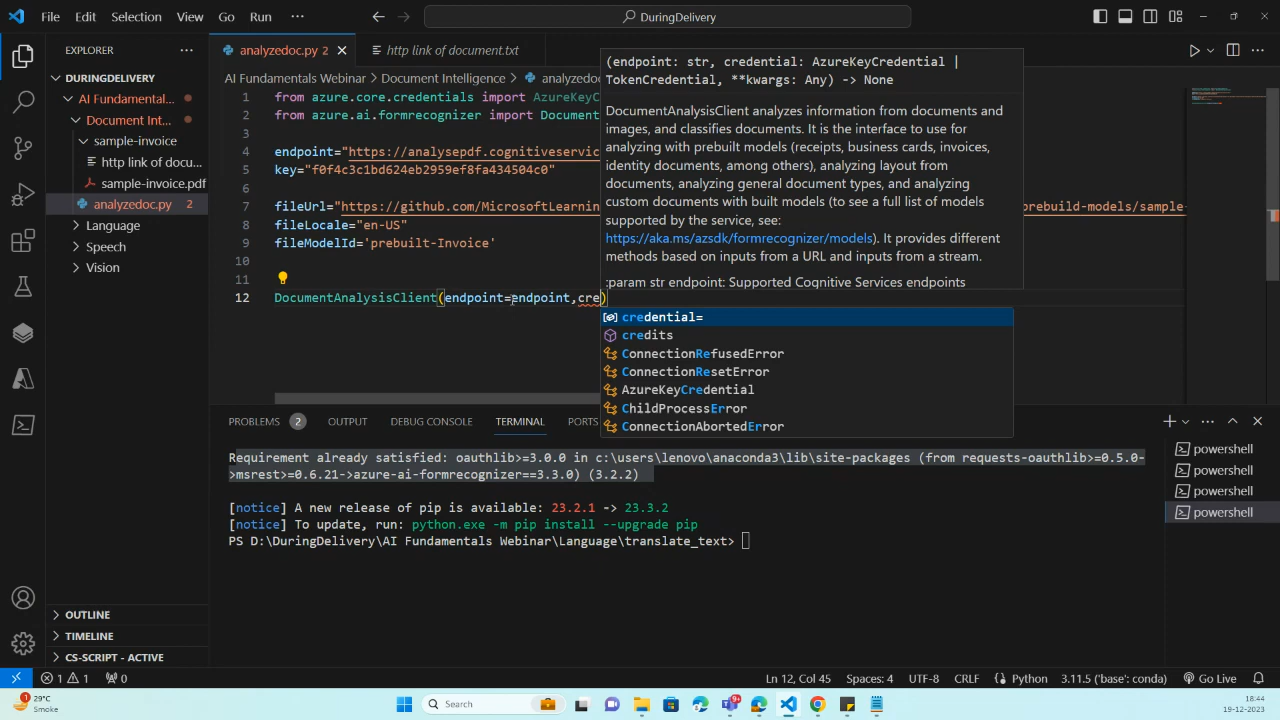 File Edit Selection View Go Run ··· DuringDelivery
EXPLORER ···
DURINGDELIVERY
AI Fundamental...
Document Int...
sample-invoice
http link of docu...
sample-invoice.pdf
analyzedoc.py 2
Language
Speech
Vision
OUTLINE
TIMELINE
CS-SCRIPT - ACTIVE
analyzedoc.py 2 http link of document.txt
AI Fundamentals Webinar > Document Intelligence > analyzedo
1 from azure.core.credentials import AzureKeyC
2 from azure.ai.formrecognizer import Document
3
4 endpoint="https://analysepdf.cognitiveservic
5 key="f0f4c3c1bd624eb2959ef8fa434504c0"
6
7 fileUrl="https://github.com/MicrosoftLearnin rebuild-models/sample-
8 fileLocale="en-US"
9 fileModelId='prebuilt-Invoice'
10
11
12 DocumentAnalysisClient(endpoint=endpoint,cre)
(endpoint: str, credential: AzureKeyCredential |
TokenCredential, **kwargs: Any) -> None
DocumentAnalysisClient analyzes information from documents and
images, and classifies documents. It is the interface to use for
analyzing with prebuilt models (receipts, business cards, invoices,
identity documents, among others), analyzing layout from
documents, analyzing general document types, and analyzing
custom documents with built models (to see a full list of models
supported by the service, see:
https://aka.ms/azsdk/formrecognizer/models). It provides different
methods based on inputs from a URL and inputs from a stream.
:param str endpoint: Supported Cognitive Services endpoints
credential=
credits
ConnectionRefusedError
ConnectionResetError
AzureKeyCredential
ChildProcessError
ConnectionAbortedError
PROBLEMS 2 OUTPUT DEBUG CONSOLE TERMINAL PORTS
Requirement already satisfied: oauthlib>=3.0.0 in c:\users\lenovo\anaconda3\lib\site-packages (from requests-oauthlib>=0.5.0-
>msrest>=0.6.21->azure-ai-formrecognizer==3.3.0) (3.2.2)
[notice] A new release of pip is available: 23.2.1 -> 23.3.2
[notice] To update, run: python.exe -m pip install --upgrade pip
PS D:\DuringDelivery\AI Fundamentals Webinar\Language\translate_text>
powershell
powershell
powershell
powershell
1 1 0 Ln 12, Col 45 Spaces: 4 UTF-8 CRLF Python 3.11.5 ('base': conda) Go Live
1 29°C
Smoke
Search
9+
18:44
19-12-2023